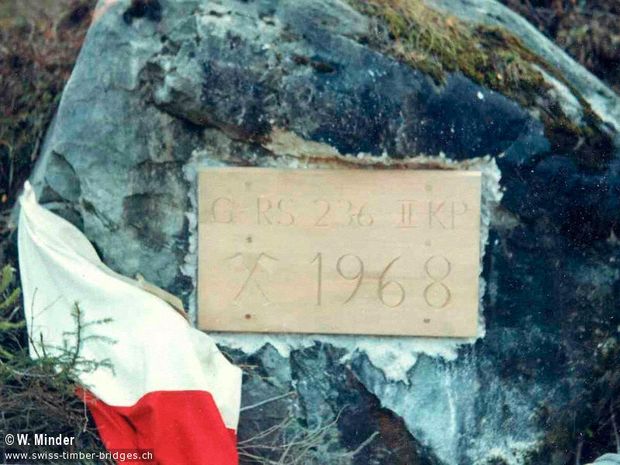 G RS 236 II KP
1968
© W. Minder
www.swiss-timber-bridges.ch